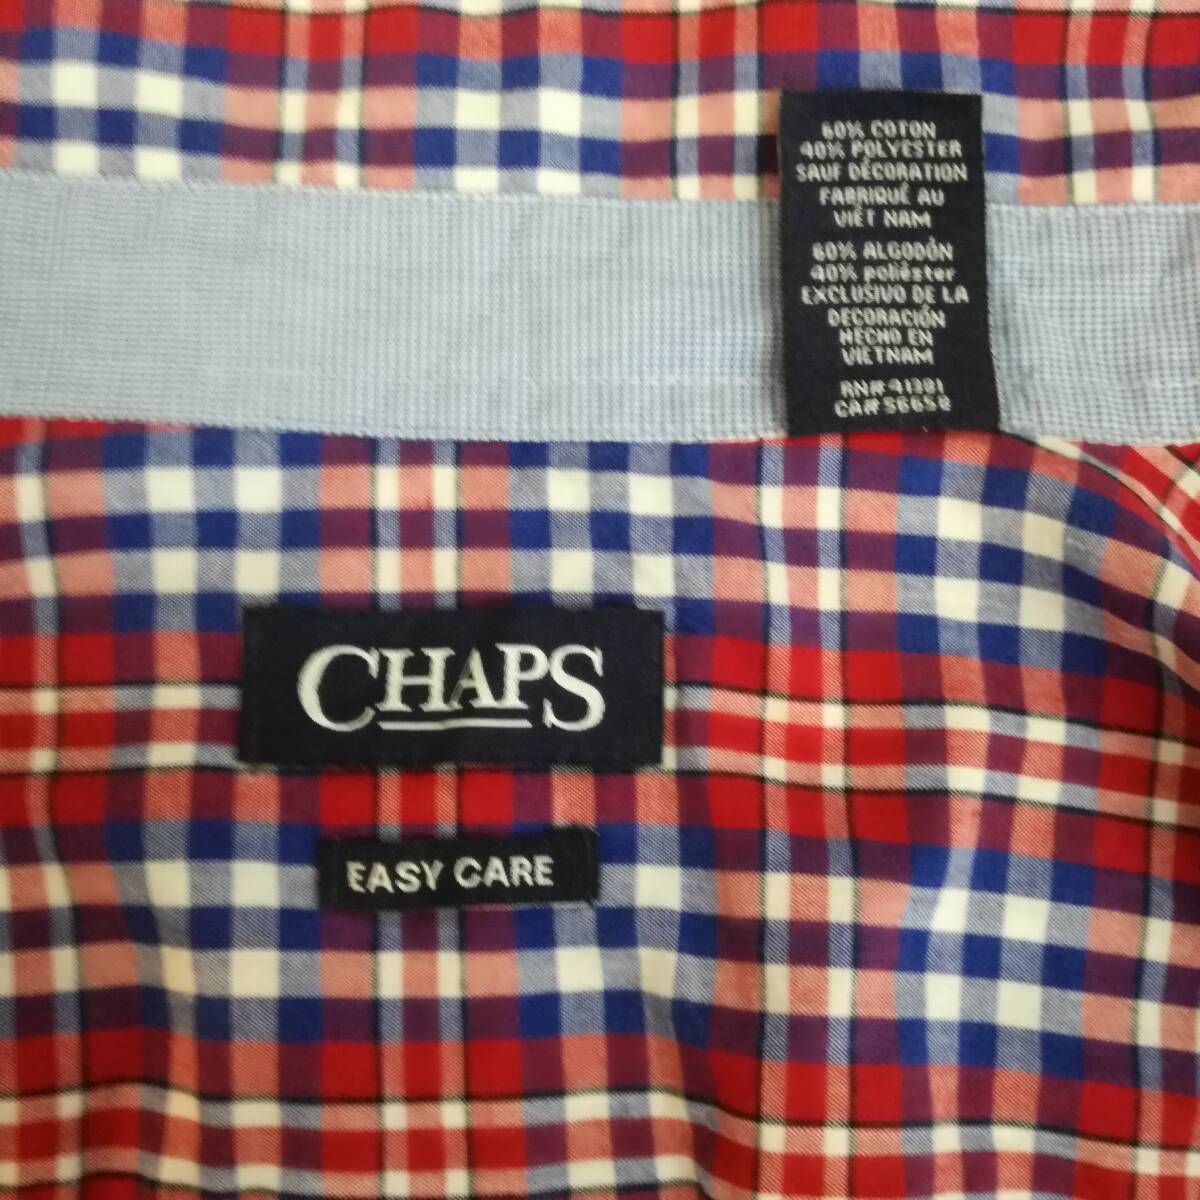 60% COTON
40% POLYESTER
SAUF DÉCORATION
FABRIQUÉ AU
VIÊT NAM
60% ALGODÓN
40% poliéster
EXCLUSIVO DE LA
DECORACIÓN
HECHO EN
VIETNAM
RN# 41381
CA# 56658
CHAPS
EASY CARE